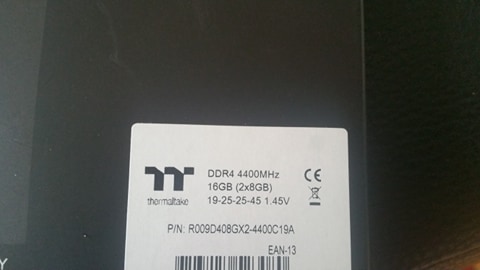 DDR4 4400MHz
16GB (2x8GB)
19-25-25-45 1.45V
thermaltake
CE
P/N: R009D408GX2-4400C19A
EAN-13
Y